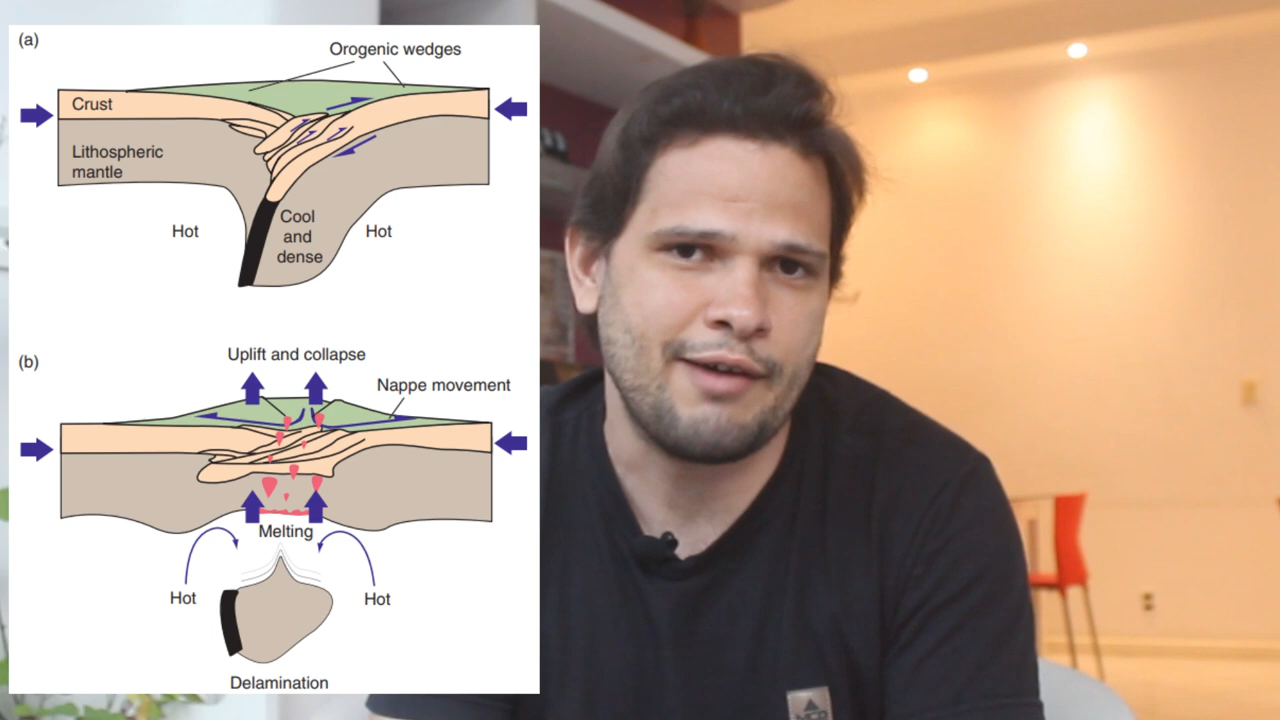 (a)
Orogenic wedges
Crust
Lithospheric
mantle
Hot
Cool
and
dense
Hot
(b)
Uplift and collapse
Nappe movement
Melting
Hot
Hot
Delamination